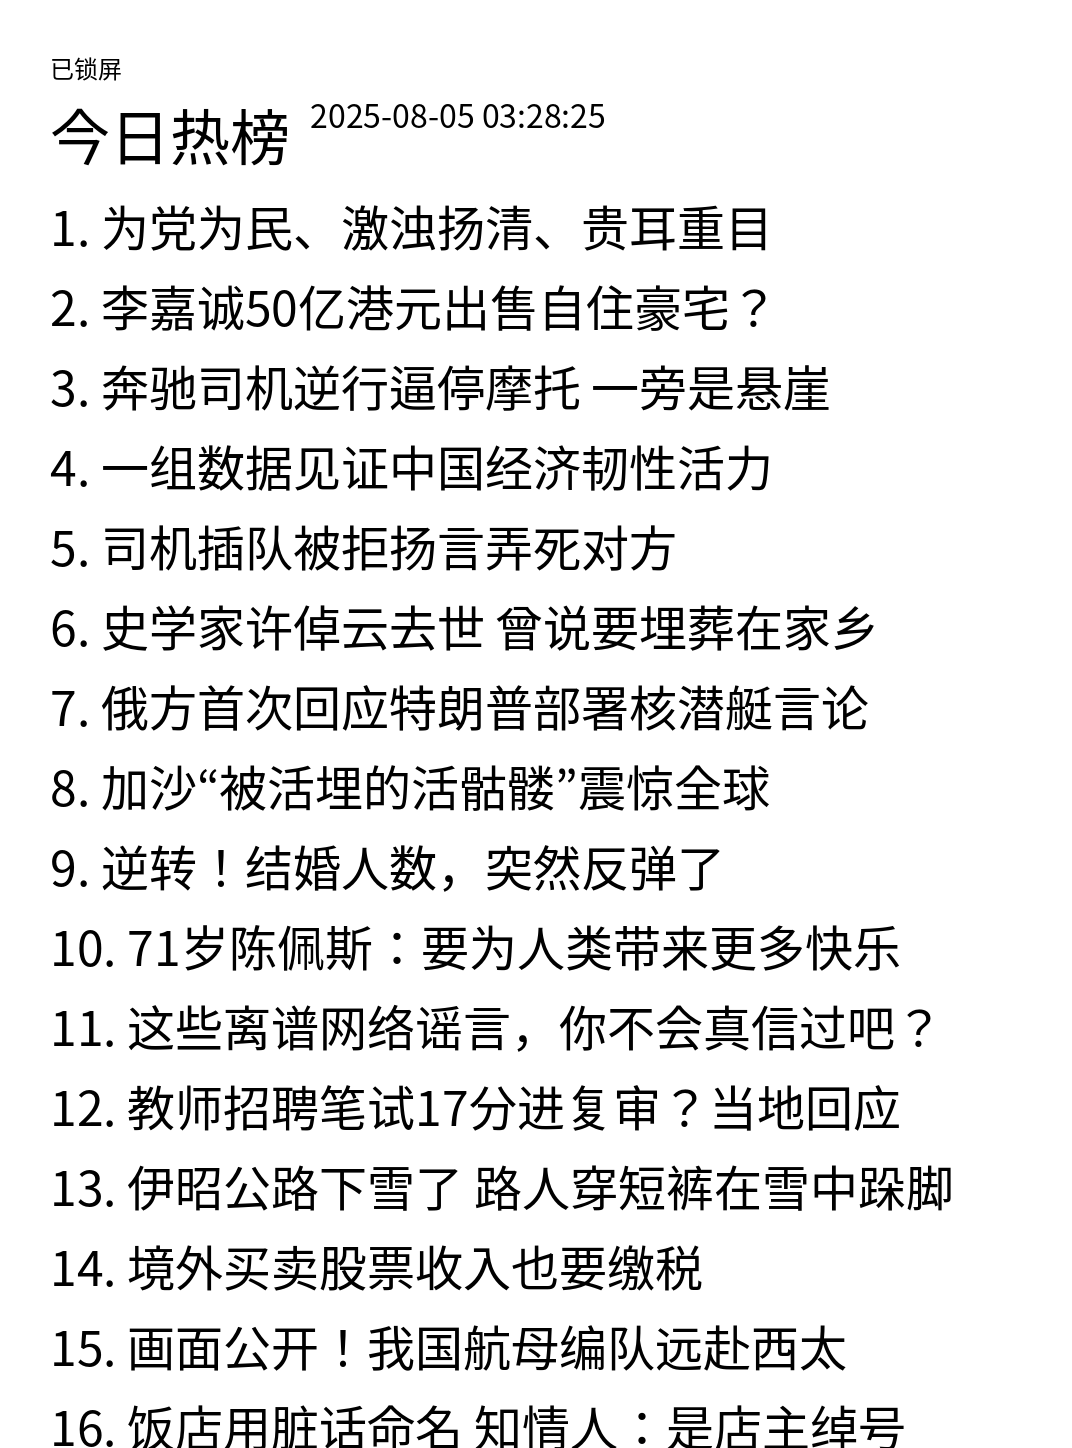 已锁屏
今日热榜 2025-08-05 03:28:25
1. 为党为民、激浊扬清、贵耳重目
2. 李嘉诚50亿港元出售自住豪宅？
3. 奔驰司机逆行逼停摩托 一旁是悬崖
4. 一组数据见证中国经济韧性活力
5. 司机插队被拒扬言弄死对方
6. 史学家许倬云去世 曾说要埋葬在家乡
7. 俄方首次回应特朗普部署核潜艇言论
8. 加沙“被活埋的活骷髅”震惊全球
9. 逆转！结婚人数，突然反弹了
10. 71岁陈佩斯：要为人类带来更多快乐
11. 这些离谱网络谣言，你不会真信过吧？
12. 教师招聘笔试17分进复审？当地回应
13. 伊昭公路下雪了 路人穿短裤在雪中跺脚
14. 境外买卖股票收入也要缴税
15. 画面公开！我国航母编队远赴西太
16. 饭店用脏话命名 知情人：是店主绰号